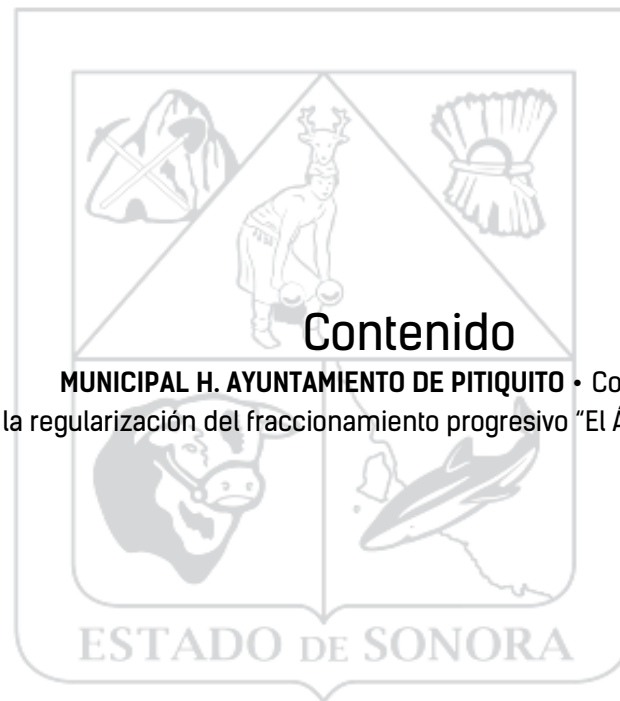 Contenido
MUNICIPAL H. AYUNTAMIENTO DE PITIQUITO • Co
la regularización del fraccionamiento progresivo "El Á
ESTADO DE SONORA